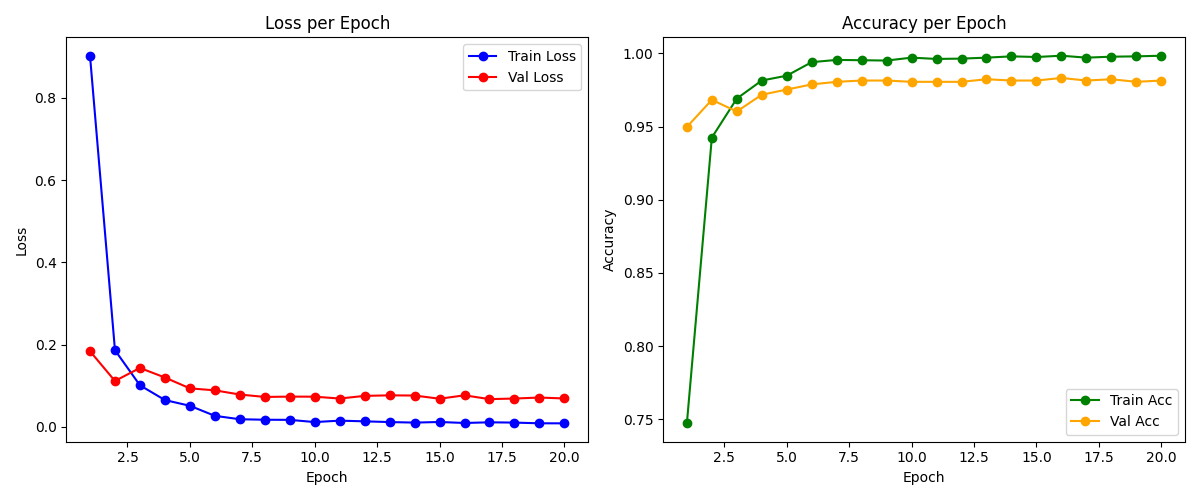 Loss per Epoch
Train Loss
Val Loss
0.8
0.6
0.4
0.2
0.0
Loss
2.5 5.0 7.5 10.0 12.5 15.0 17.5 20.0
Epoch
Accuracy per Epoch
1.00
0.95
0.90
0.85
0.80
0.75
Accuracy
Train Acc
Val Acc
2.5 5.0 7.5 10.0 12.5 15.0 17.5 20.0
Epoch